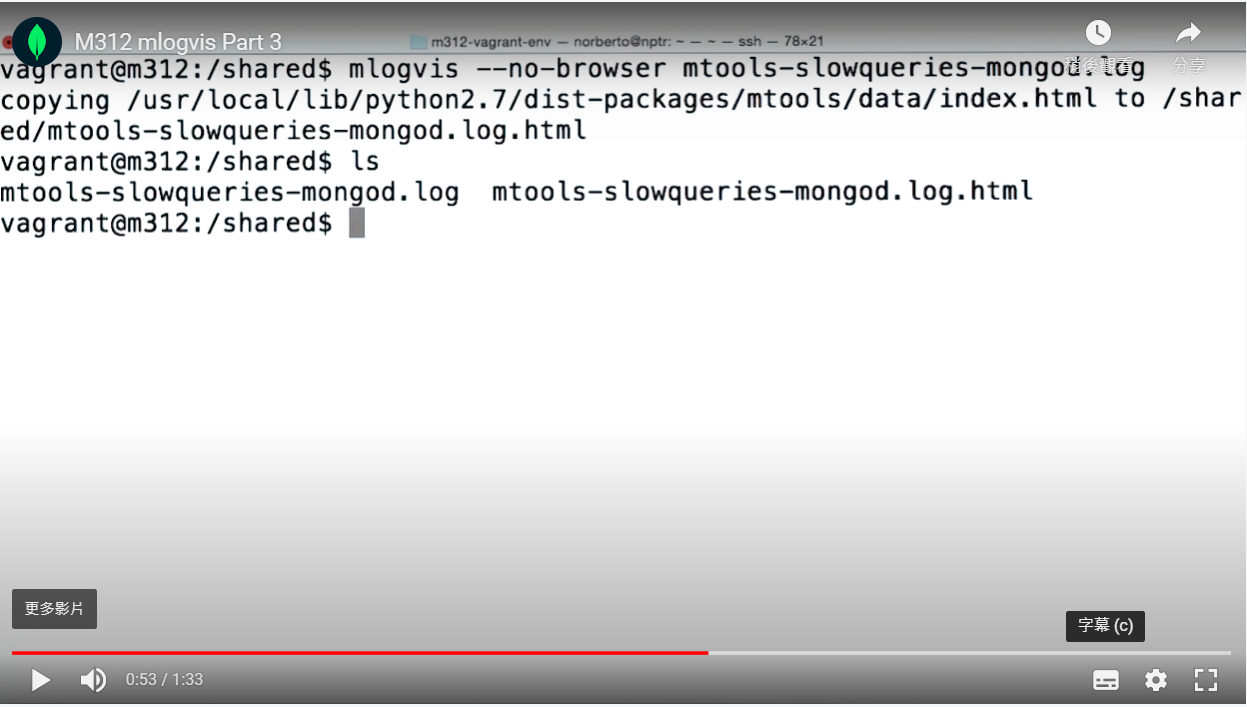 M312 mlogvis Part 3
m312-vagrant-env — norberto@nptr: ~ — ~ — ssh — 78×21
稍後觀看
分享
vagrant@m312:/shared$ mlogvis --no-browser mtools-slowqueries-mongod.log
copying /usr/local/lib/python2.7/dist-packages/mtools/data/index.html to /shar
ed/mtools-slowqueries-mongod.log.html
vagrant@m312:/shared$ ls
mtools-slowqueries-mongod.log  mtools-slowqueries-mongod.log.html
vagrant@m312:/shared$
更多影片
字幕 (c)
0:53 / 1:33